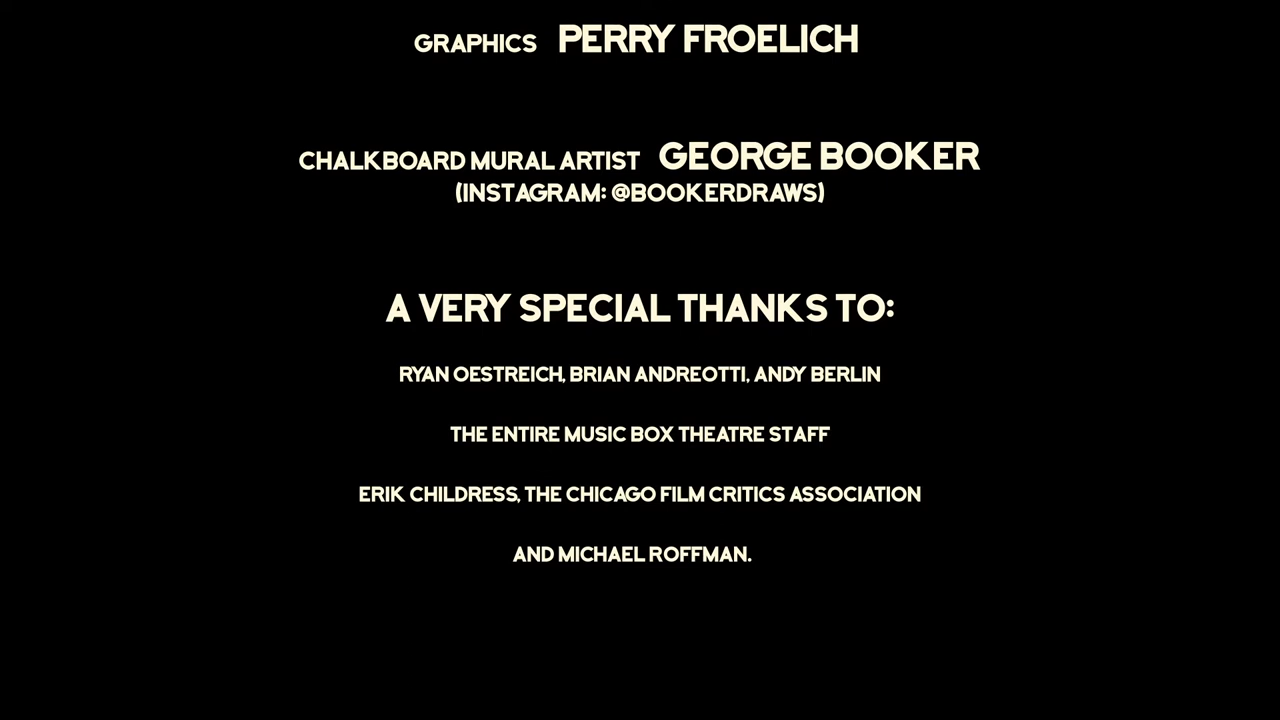 GRAPHICS PERRY FROELICH
CHALKBOARD MURAL ARTIST GEORGE BOOKER
(INSTAGRAM: @BOOKERDRAWS)
A VERY SPECIAL THANKS TO:
RYAN OESTREICH, BRIAN ANDREOTTI, ANDY BERLIN
THE ENTIRE MUSIC BOX THEATRE STAFF
ERIK CHILDRESS, THE CHICAGO FILM CRITICS ASSOCIATION
AND MICHAEL ROFFMAN.